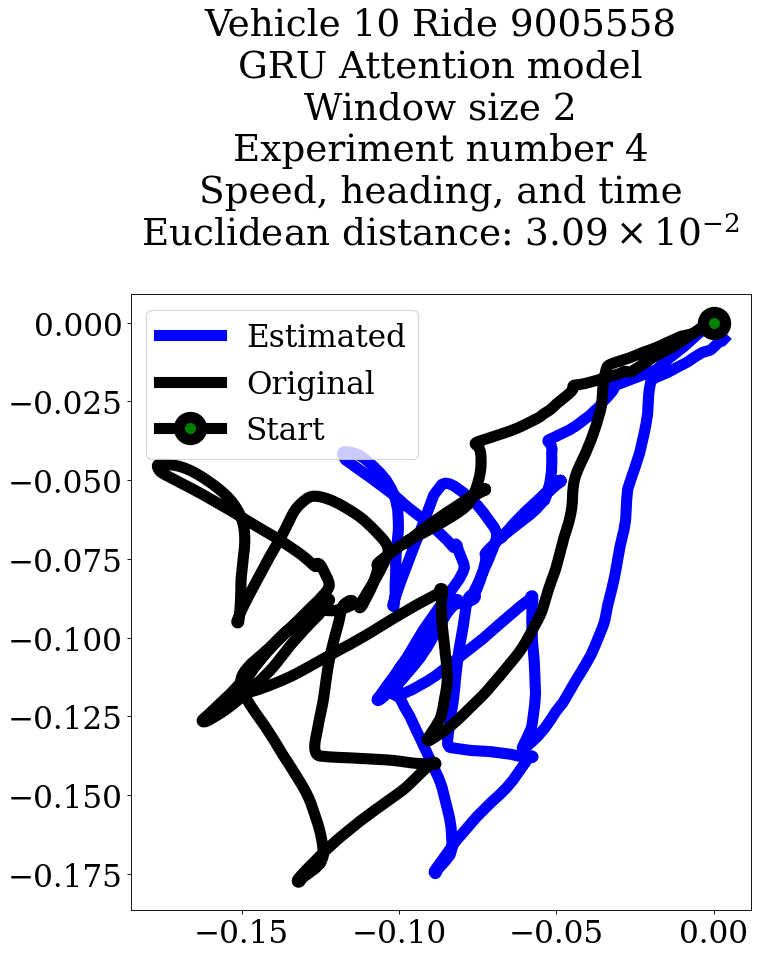 Vehicle 10 Ride 9005558
GRU Attention model
Window size 2
Experiment number 4
Speed, heading, and time
Euclidean distance: 3.09 × 10⁻²
Estimated
Original
Start
0.000
−0.025
−0.050
−0.075
−0.100
−0.125
−0.150
−0.175
−0.15
−0.10
−0.05
0.00